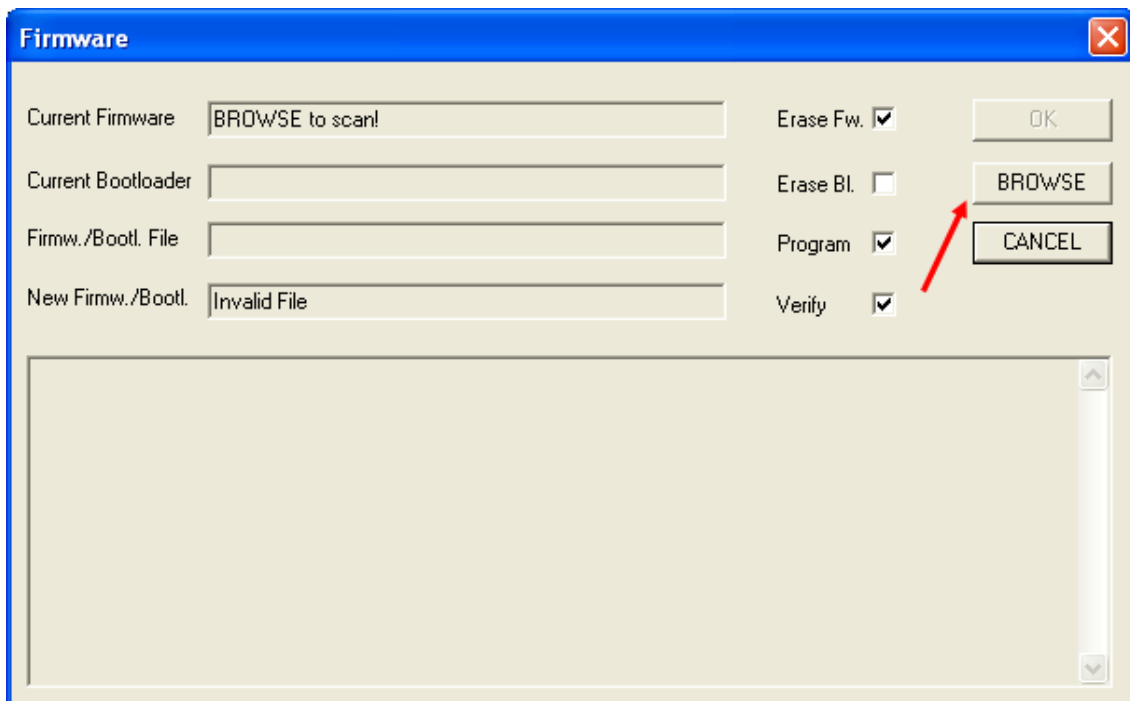 Firmware
Current Firmware BROWSE to scan! Erase Fw. OK
Current Bootloader Erase Bl. BROWSE
Firmw./Bootl. File Program CANCEL
New Firmw./Bootl. Invalid File Verify